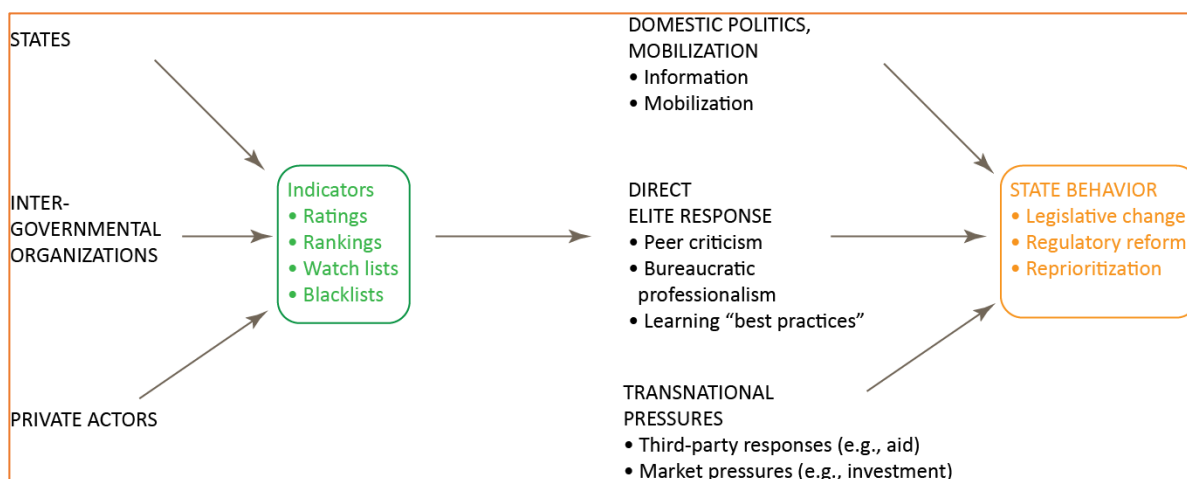 STATES
INTER-
GOVERNMENTAL
ORGANIZATIONS
PRIVATE ACTORS
Indicators
• Ratings
• Rankings
• Watch lists
• Blacklists
DOMESTIC POLITICS,
MOBILIZATION
• Information
• Mobilization
DIRECT
ELITE RESPONSE
• Peer criticism
• Bureaucratic
professionalism
• Learning “best practices”
TRANSNATIONAL
PRESSURES
• Third-party responses (e.g., aid)
• Market pressures (e.g., investment)
STATE BEHAVIOR
• Legislative change
• Regulatory reform
• Reprioritization